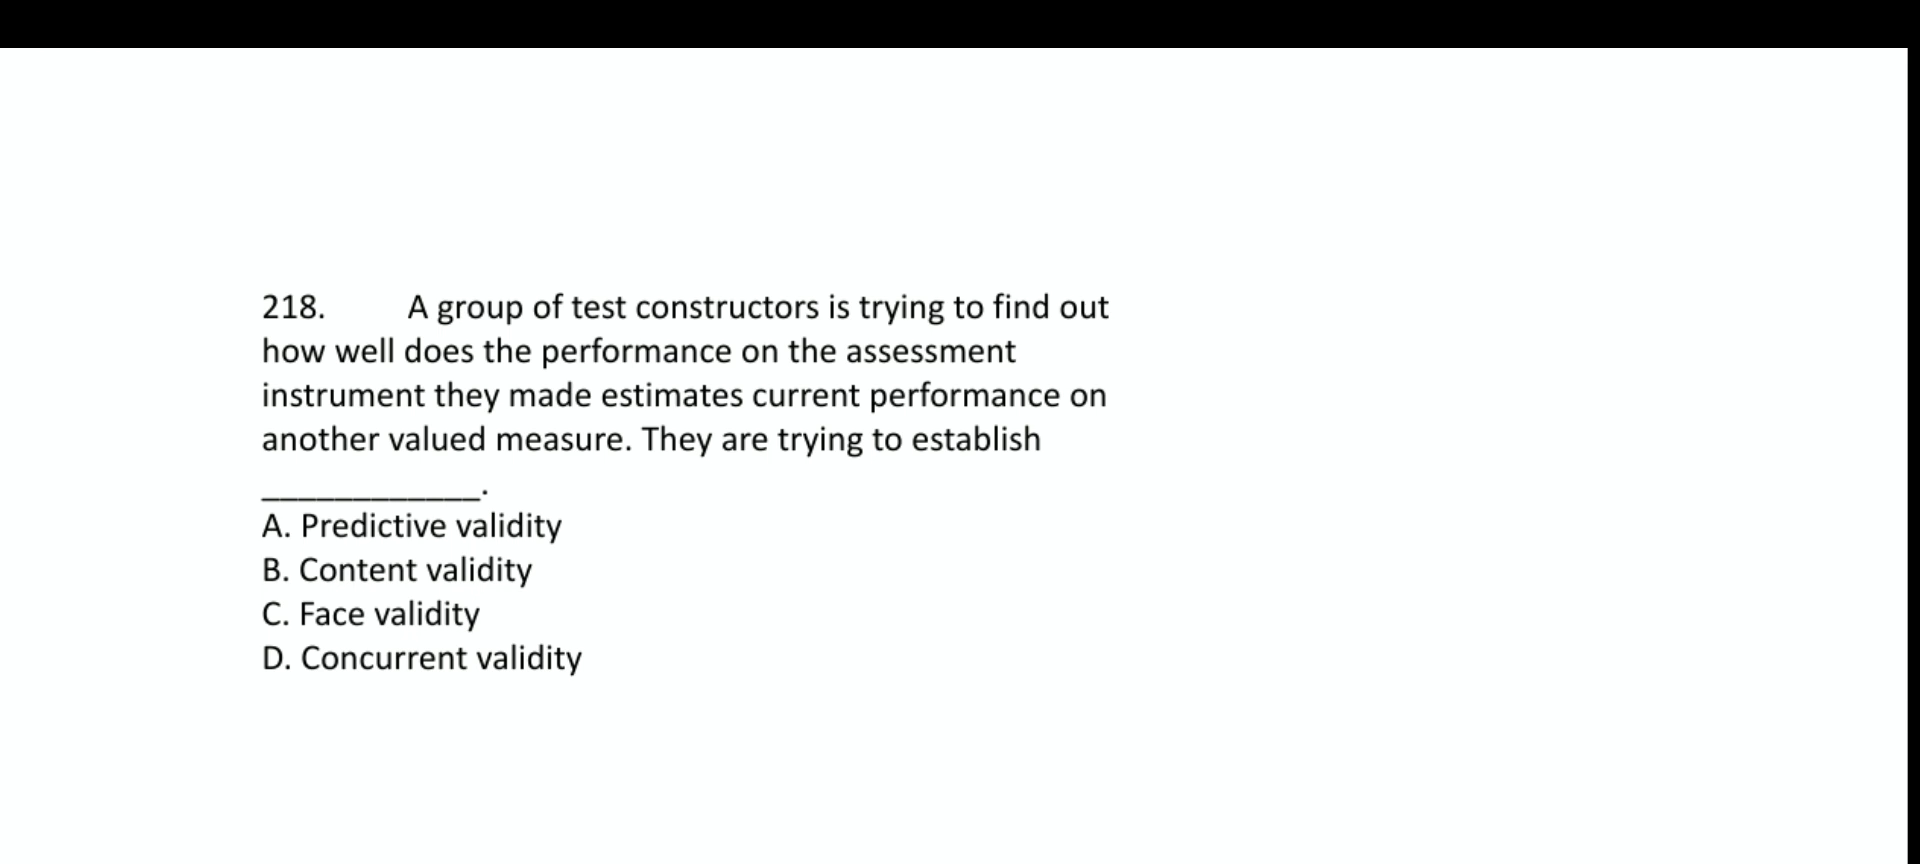 218. A group of test constructors is trying to find out
how well does the performance on the assessment
instrument they made estimates current performance on
another valued measure. They are trying to establish
____________.
A. Predictive validity
B. Content validity
C. Face validity
D. Concurrent validity